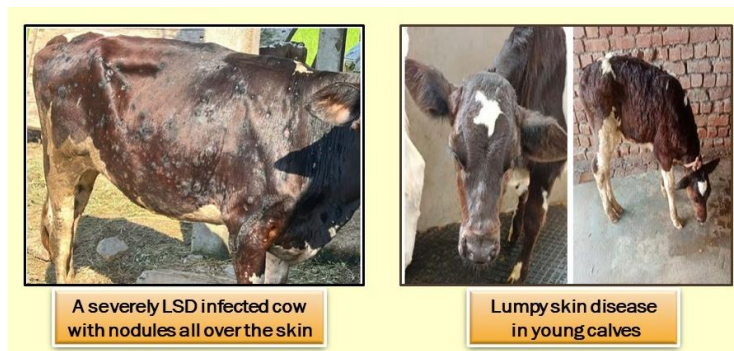 A severely LSD infected cow
with nodules all over the skin
Lumpy skin disease
in young calves